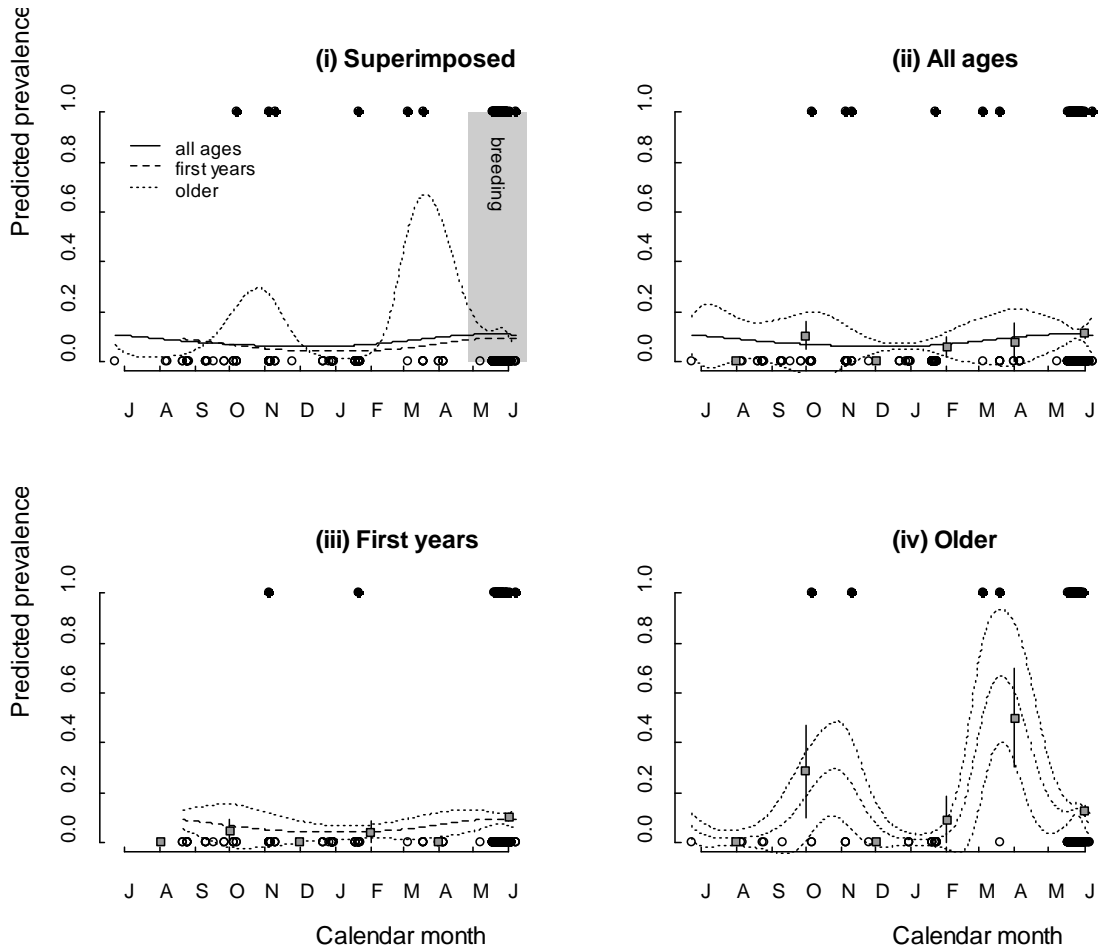 (i) Superimposed
(ii) All ages
Predicted prevalence
1.0
0.8
0.6
0.4
0.2
0.0
all ages
first years
older
breeding
J A S O N D J F M A M J
1.0
0.8
0.6
0.4
0.2
0.0
J A S O N D J F M A M J
(iii) First years
(iv) Older
Predicted prevalence
1.0
0.8
0.6
0.4
0.2
0.0
J A S O N D J F M A M J
Calendar month
1.0
0.8
0.6
0.4
0.2
0.0
J A S O N D J F M A M J
Calendar month